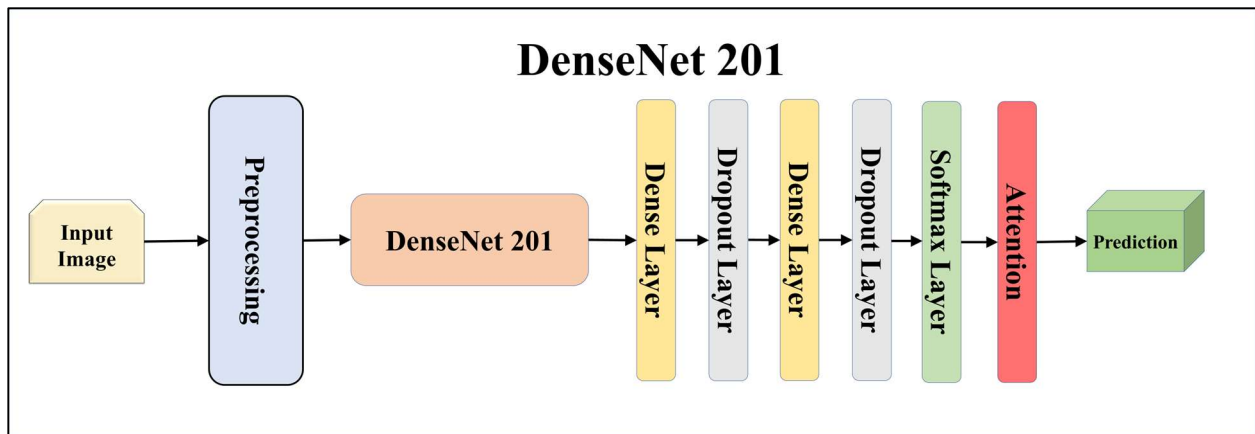 DenseNet 201
Input
Image
Preprocessing
DenseNet 201
Dense Layer
Dropout Layer
Dense Layer
Dropout Layer
Softmax Layer
Attention
Prediction